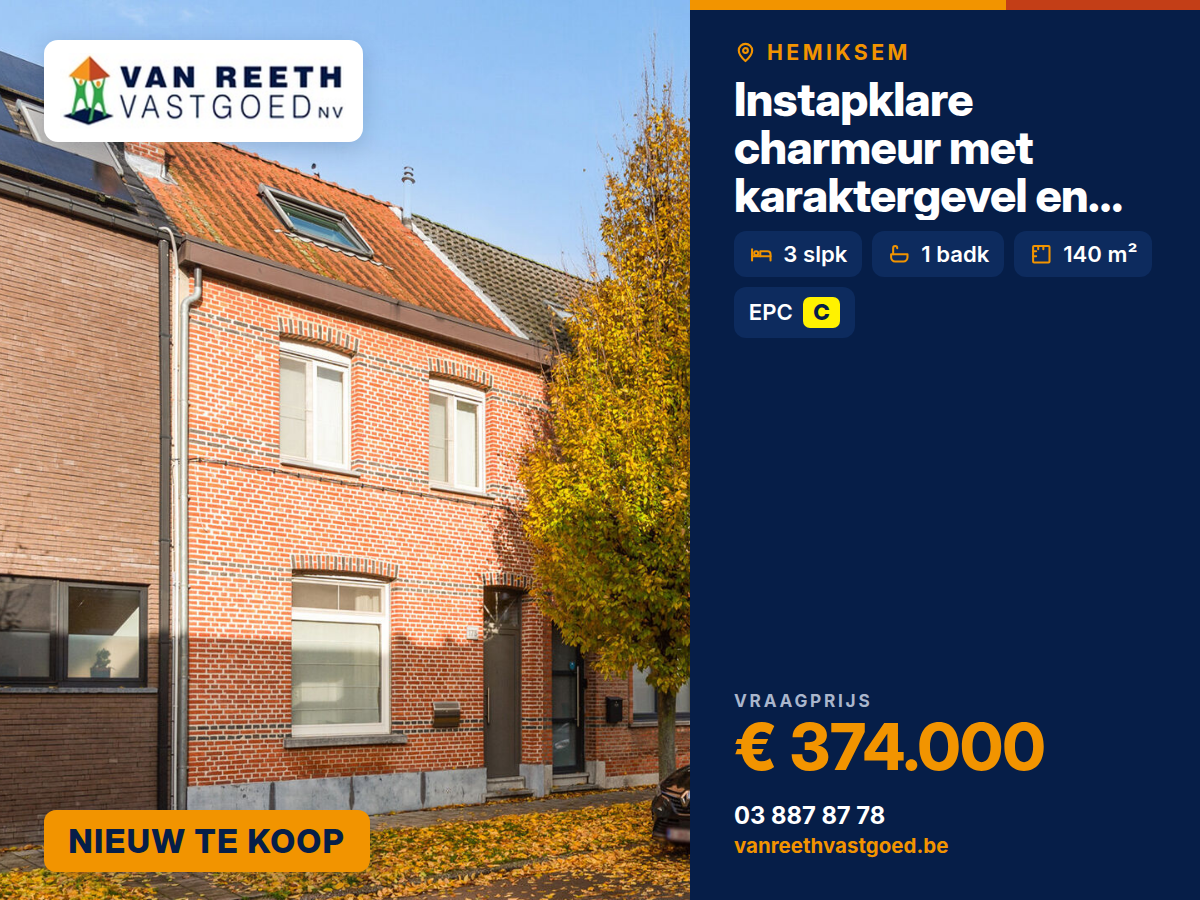 VAN REETH
VASTGOED NV
HEMIKSEM
Instapklare
charmeur met
karaktergevel en...
3 slpk
1 badk
140 m²
EPC C
VRAAGPRIJS
€ 374.000
03 887 87 78
vanreethvastgoed.be
NIEUW TE KOOP